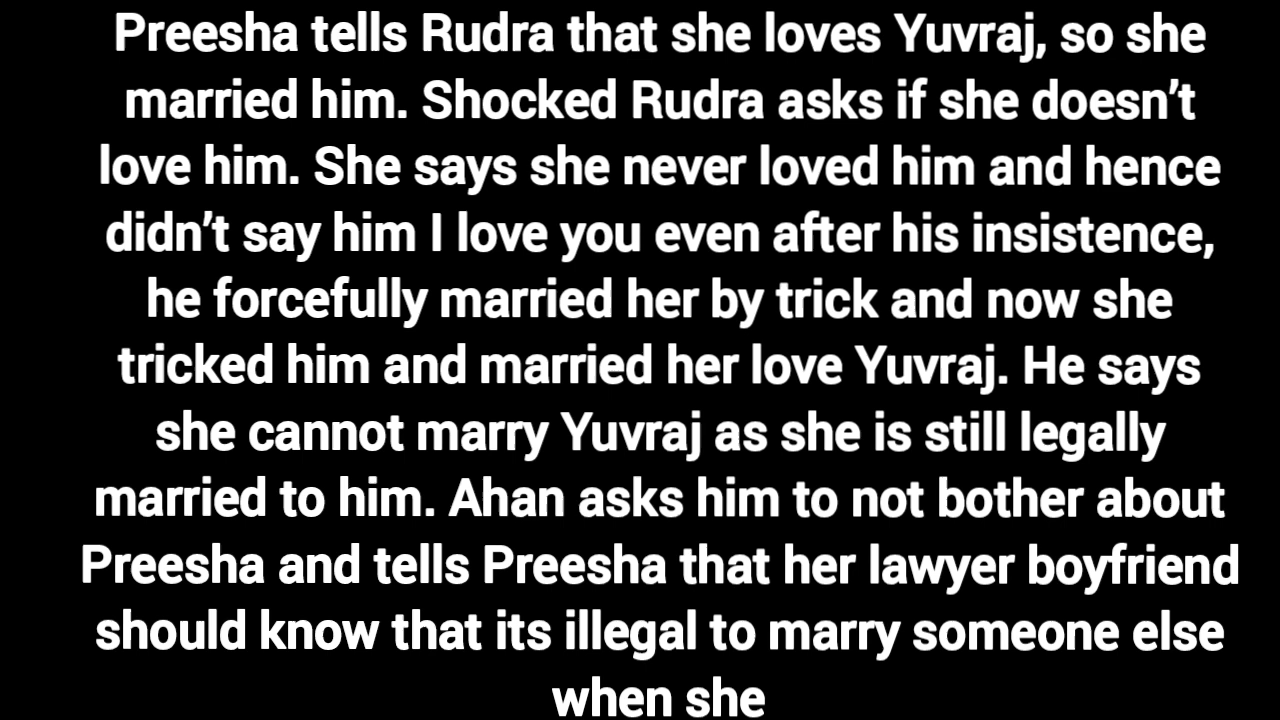 Preesha tells Rudra that she loves Yuvraj, so she
married him. Shocked Rudra asks if she doesn’t
love him. She says she never loved him and hence
didn’t say him I love you even after his insistence,
he forcefully married her by trick and now she
tricked him and married her love Yuvraj. He says
she cannot marry Yuvraj as she is still legally
married to him. Ahan asks him to not bother about
Preesha and tells Preesha that her lawyer boyfriend
should know that its illegal to marry someone else
when she